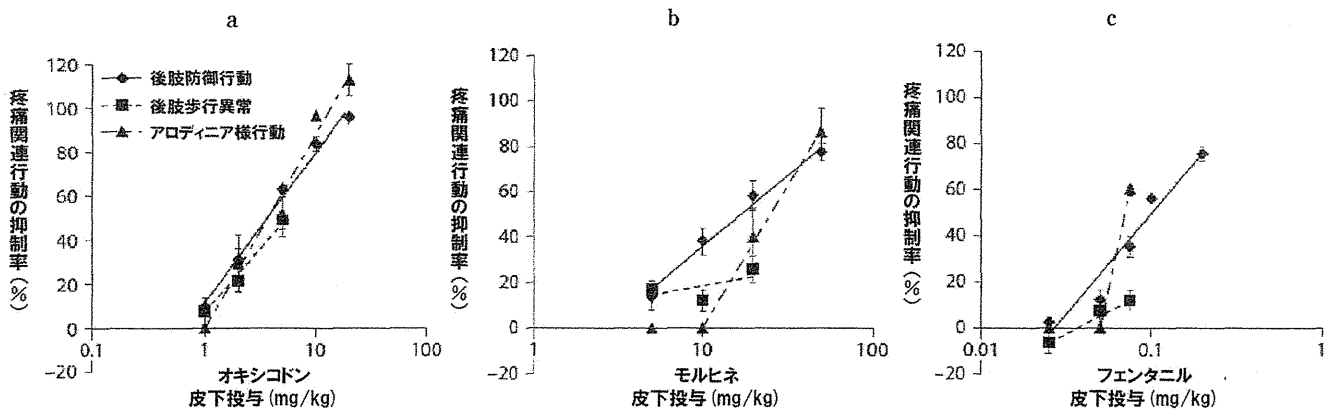 a
疼痛関連行動の抑制率(%)
120
100
80
60
40
20
0
−20
後肢防御行動
後肢歩行異常
アロディニア様行動
0.1
1
10
100
オキシコドン
皮下投与(mg/kg)
b
疼痛関連行動の抑制率(%)
120
100
80
60
40
20
0
−20
1
10
100
モルヒネ
皮下投与(mg/kg)
c
疼痛関連行動の抑制率(%)
120
100
80
60
40
20
0
−20
0.01
0.1
1
フェンタニル
皮下投与(mg/kg)